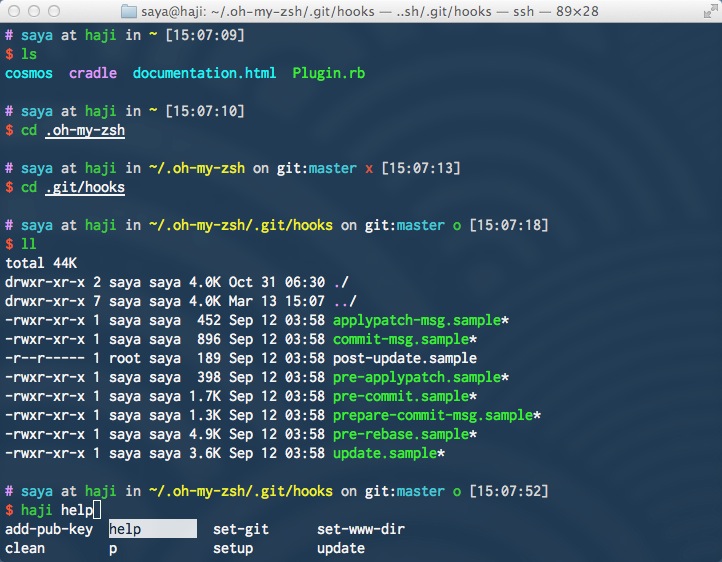 saya@haji: ~/.oh-my-zsh/.git/hooks — ..sh/.git/hooks — ssh — 89×28
# saya at haji in ~ [15:07:09]
$ ls
cosmos  cradle  documentation.html  Plugin.rb
# saya at haji in ~ [15:07:10]
$ cd .oh-my-zsh
# saya at haji in ~/.oh-my-zsh on git:master x [15:07:13]
$ cd .git/hooks
# saya at haji in ~/.oh-my-zsh/.git/hooks on git:master o [15:07:18]
$ ll
total 44K
drwxr-xr-x 2 saya saya 4.0K Oct 31 06:30 ./
drwxr-xr-x 7 saya saya 4.0K Mar 13 15:07 ../
-rwxr-xr-x 1 saya saya  452 Sep 12 03:58 applypatch-msg.sample*
-rwxr-xr-x 1 saya saya  896 Sep 12 03:58 commit-msg.sample*
-r--r----- 1 root saya  189 Sep 12 03:58 post-update.sample
-rwxr-xr-x 1 saya saya  398 Sep 12 03:58 pre-applypatch.sample*
-rwxr-xr-x 1 saya saya 1.7K Sep 12 03:58 pre-commit.sample*
-rwxr-xr-x 1 saya saya 1.3K Sep 12 03:58 prepare-commit-msg.sample*
-rwxr-xr-x 1 saya saya 4.9K Sep 12 03:58 pre-rebase.sample*
-rwxr-xr-x 1 saya saya 3.6K Sep 12 03:58 update.sample*
# saya at haji in ~/.oh-my-zsh/.git/hooks on git:master o [15:07:52]
$ haji help
add-pub-key  help  set-git  set-www-dir
clean  p  setup  update